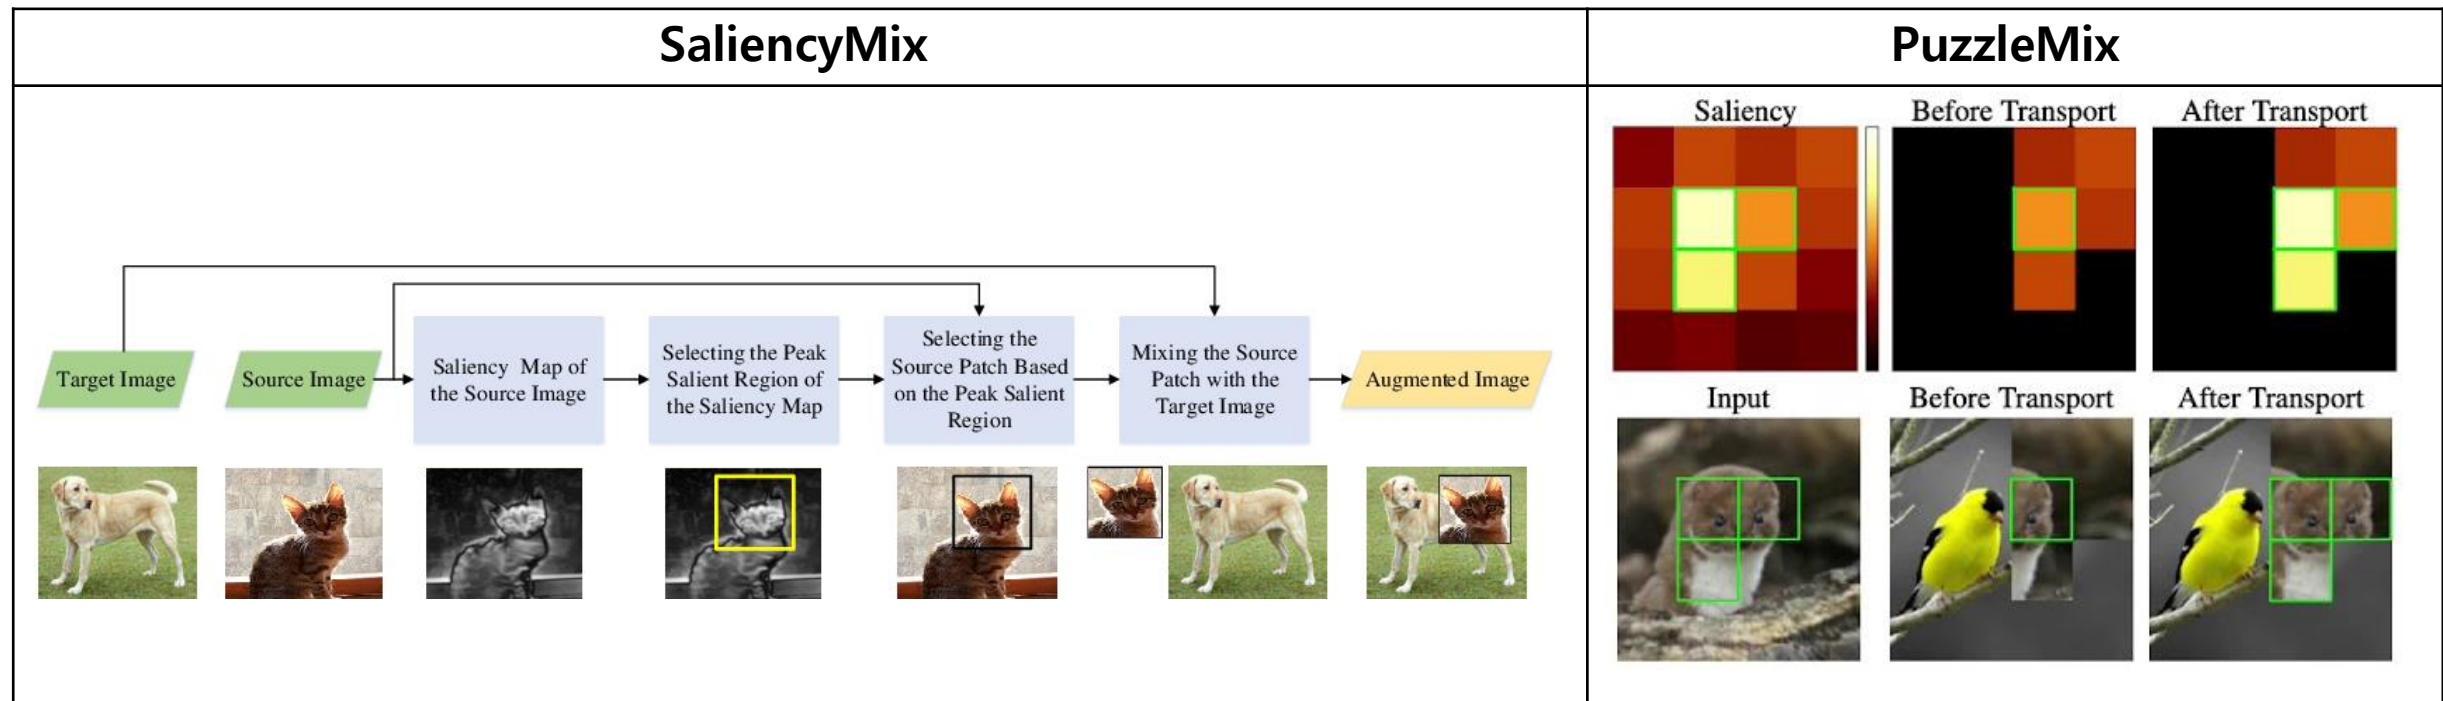 SaliencyMix
PuzzleMix
Target Image
Source Image
Saliency Map of
the Source Image
Selecting the Peak
Salient Region of
the Saliency Map
Selecting the
Source Patch Based
on the Peak Salient
Region
Mixing the Source
Patch with the
Target Image
Augmented Image
Saliency
Before Transport
After Transport
Input
Before Transport
After Transport